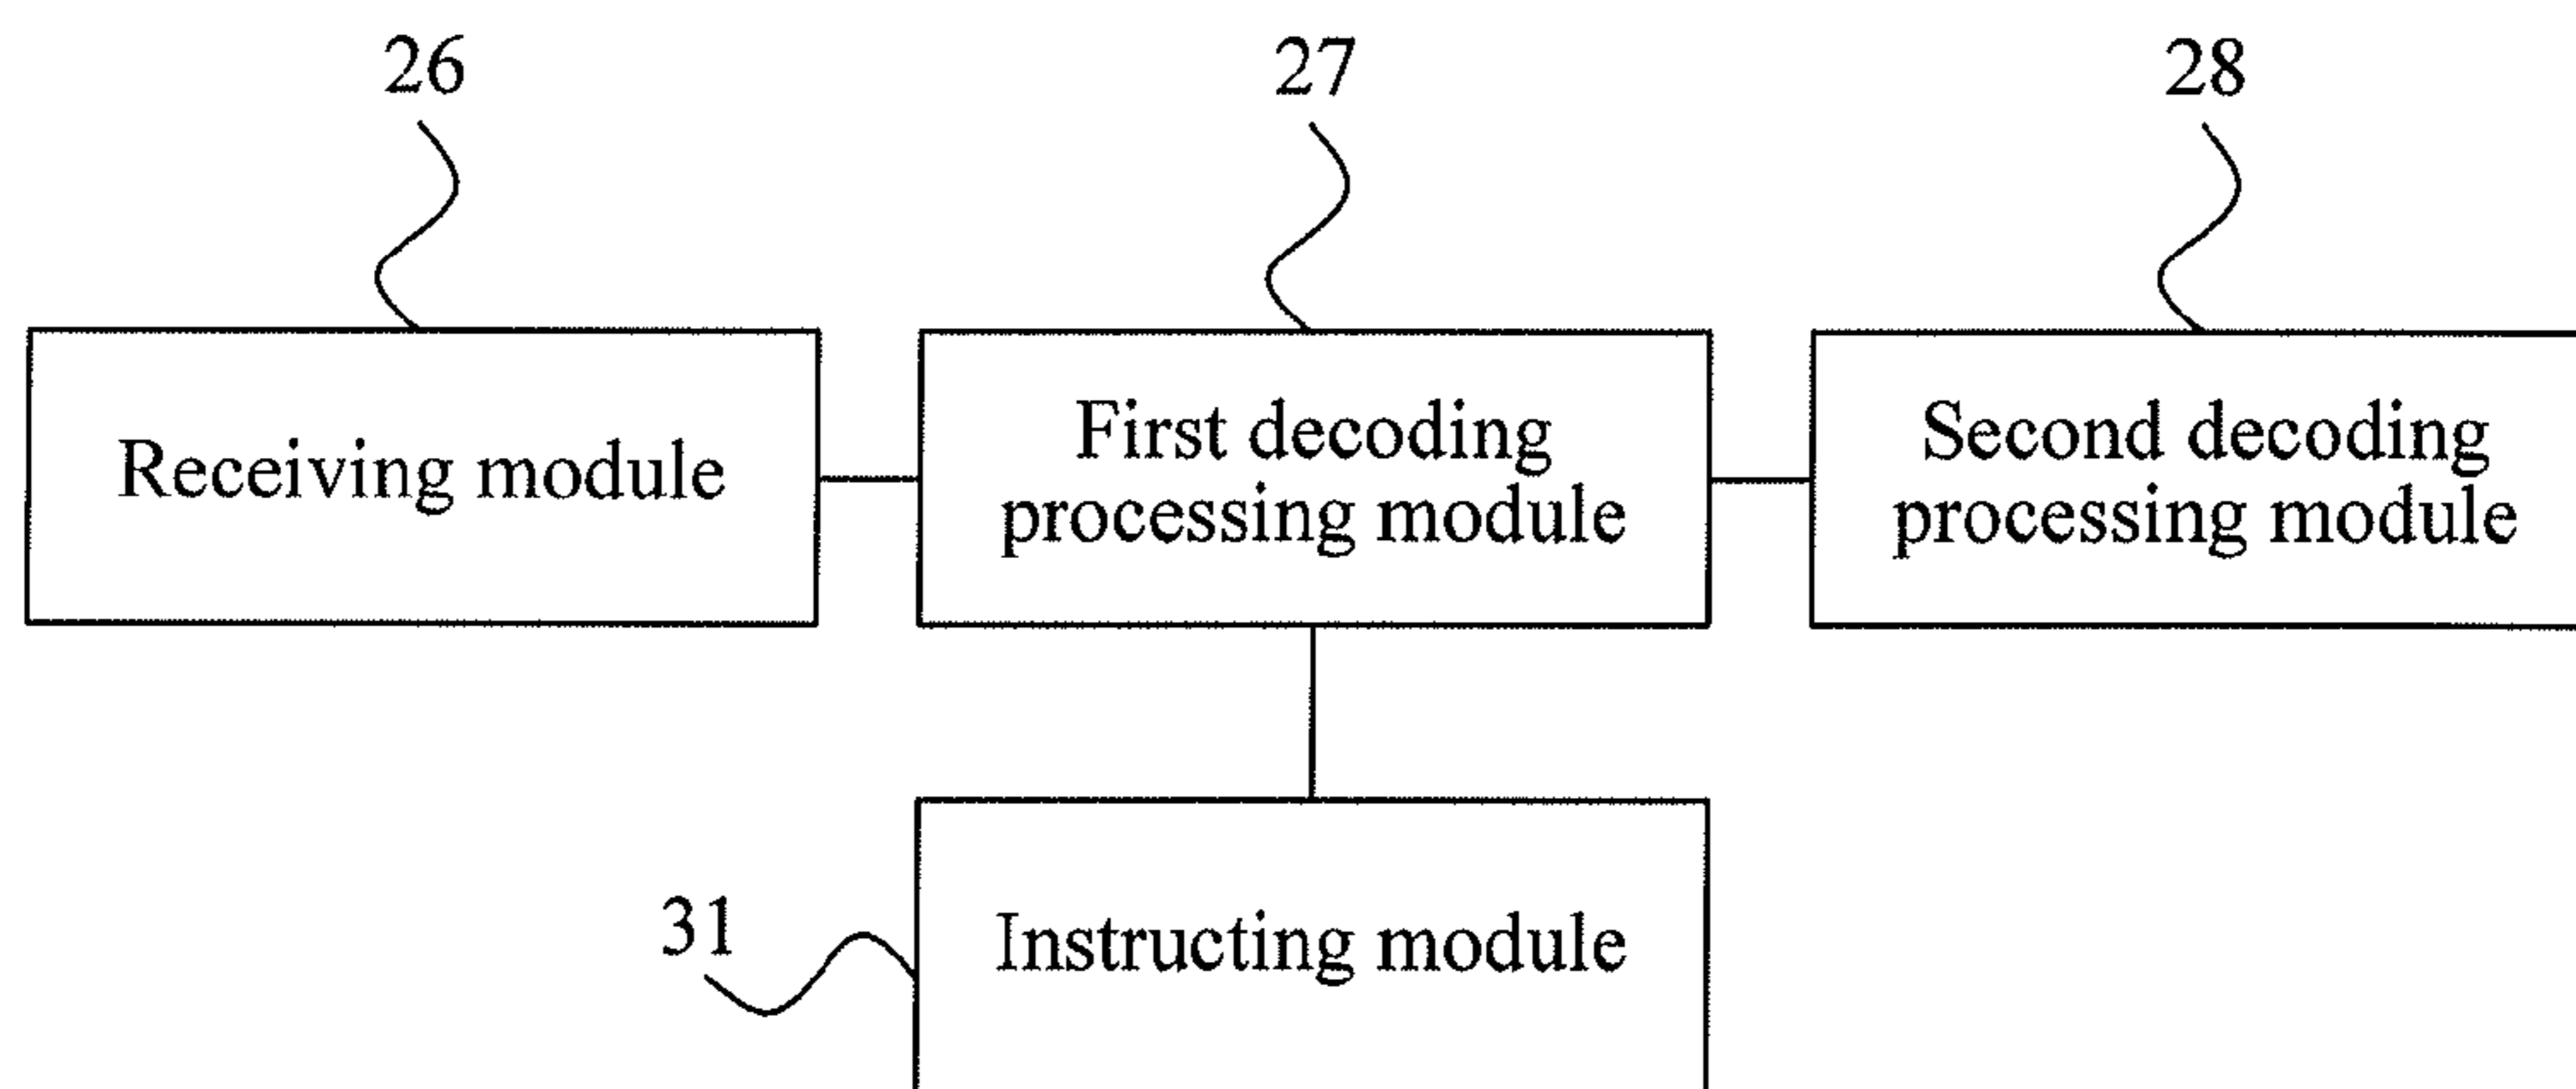 26
27
28
Receiving module
First decoding
processing module
Second decoding
processing module
31
Instructing module